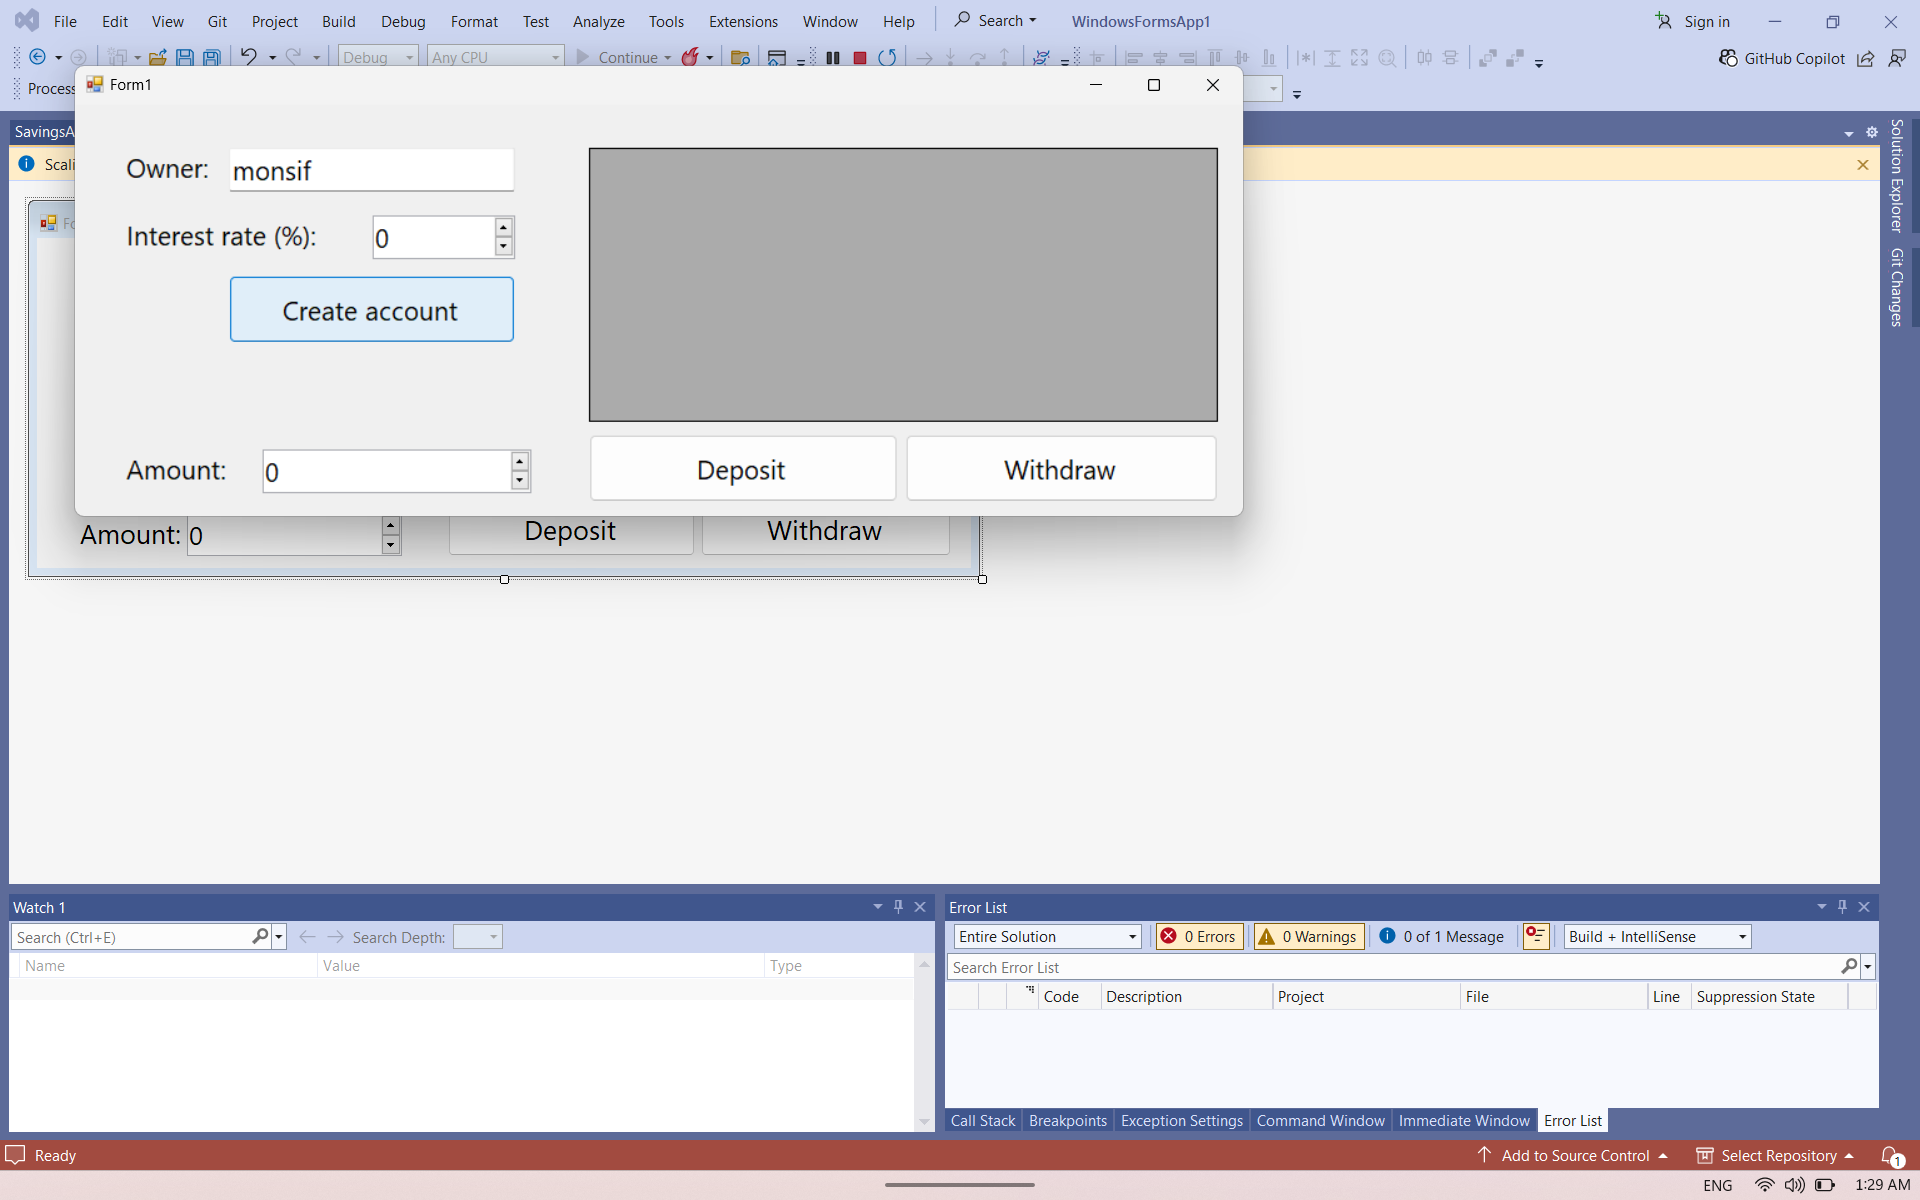 File Edit View Git Project Build Debug Format Test Analyze Tools Extensions Window Help Search WindowsFormsApp1 Sign in
Debug Any CPU Continue GitHub Copilot
Process
Form1
SavingsA
Scali
Owner: monsif
Interest rate (%): 0
Create account
Amount: 0 Deposit Withdraw
Fo
Amount: 0 Deposit Withdraw
Solution Explorer
Git Changes
Watch 1
Search (Ctrl+E) Search Depth:
Name Value Type
Error List
Entire Solution 0 Errors 0 Warnings 0 of 1 Message Build + IntelliSense
Search Error List
Code Description Project File Line Suppression State
Call Stack Breakpoints Exception Settings Command Window Immediate Window Error List
Ready Add to Source Control Select Repository 1
ENG 1:29 AM